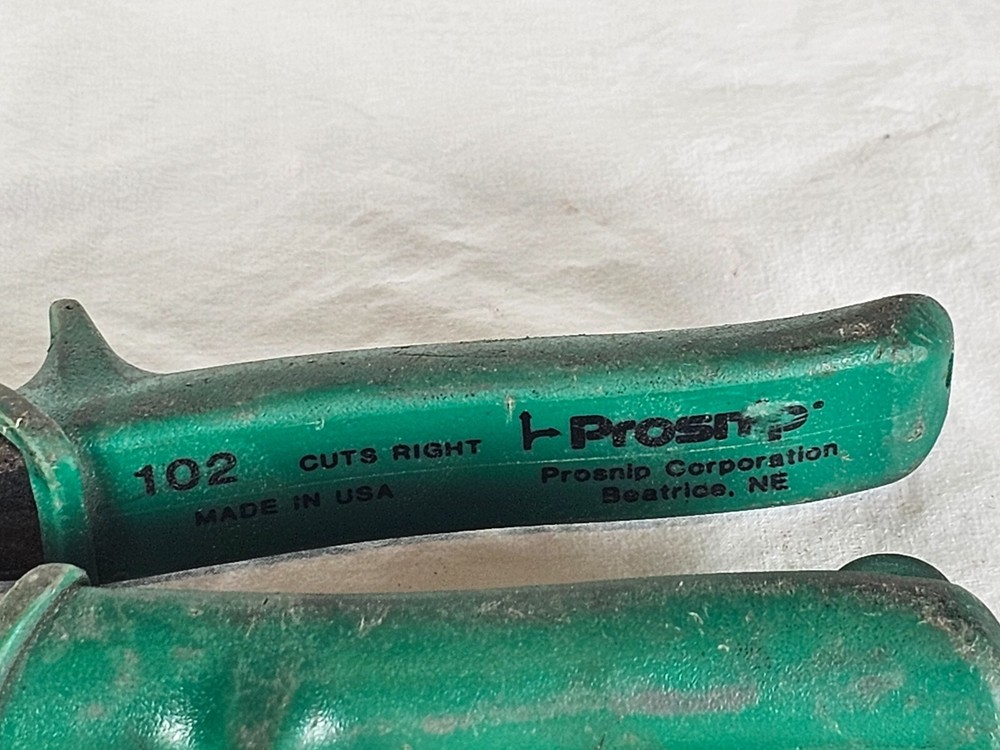 102 CUTS RIGHT
MADE IN USA
Prosnip
Prosnip Corporation
Beatrice, NE